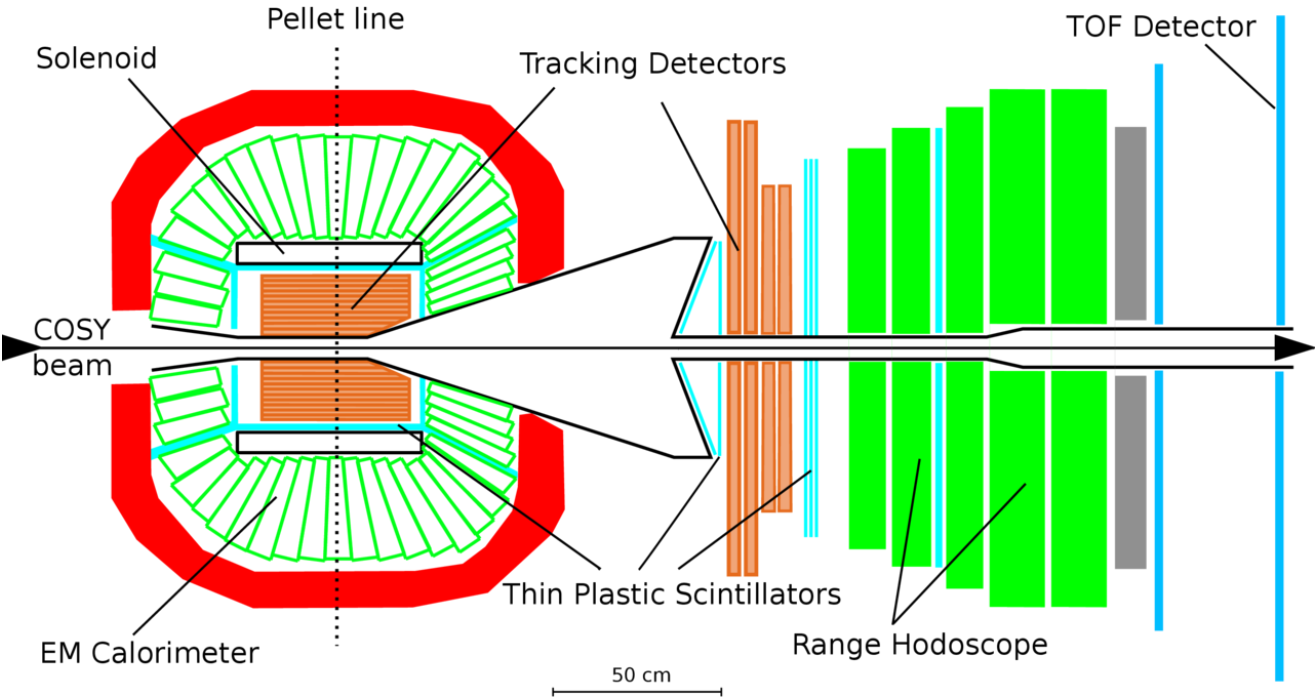 Pellet line
Solenoid
Tracking Detectors
TOF Detector
COSY
beam
Thin Plastic Scintillators
Range Hodoscope
EM Calorimeter
50 cm